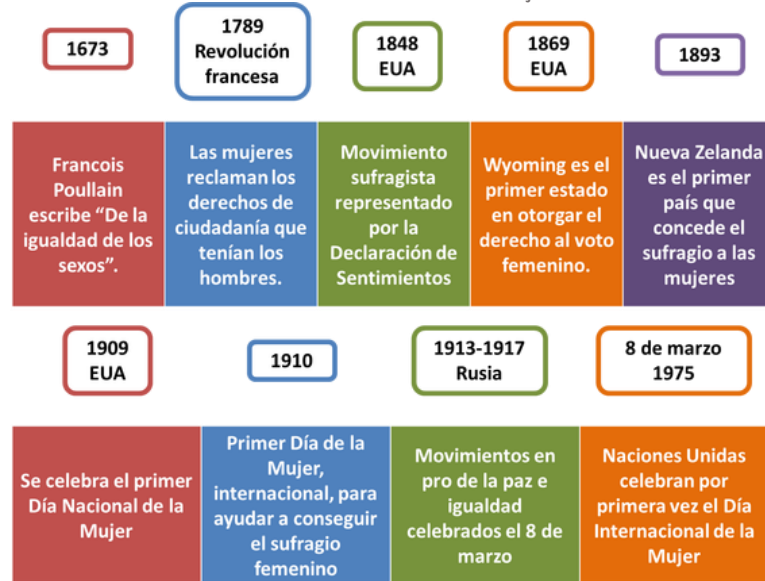 1673
1789
Revolución
francesa
1848
EUA
1869
EUA
1893
Francois
Poullain
escribe “De la
igualdad de los
sexos”.
Las mujeres
reclaman los
derechos de
ciudadanía que
tenían los
hombres.
Movimiento
sufragista
representado
por la
Declaración de
Sentimientos
Wyoming es el
primer estado
en otorgar el
derecho al voto
femenino.
Nueva Zelanda
es el primer
país que
concede el
sufragio a las
mujeres
1909
EUA
1910
1913-1917
Rusia
8 de marzo
1975
Se celebra el primer
Día Nacional de la
Mujer
Primer Día de la
Mujer,
internacional, para
ayudar a conseguir
el sufragio
femenino
Movimientos en
pro de la paz e
igualdad
celebrados el 8 de
marzo
Naciones Unidas
celebran por
primera vez el Día
Internacional de la
Mujer